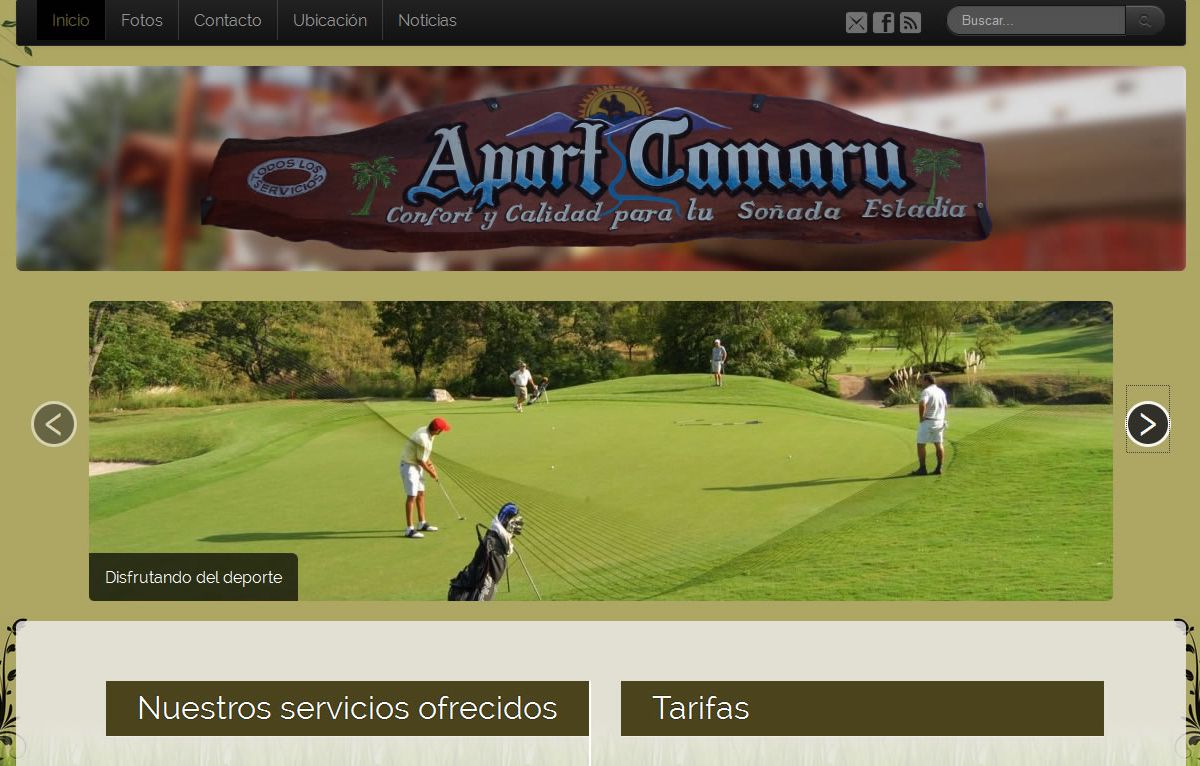 Inicio
Fotos
Contacto
Ubicación
Noticias
Buscar...
TODOS LOS
SERVICIOS
Apart Camaru
Confort y Calidad para tu Soñada Estadia
Disfrutando del deporte
Nuestros servicios ofrecidos
Tarifas